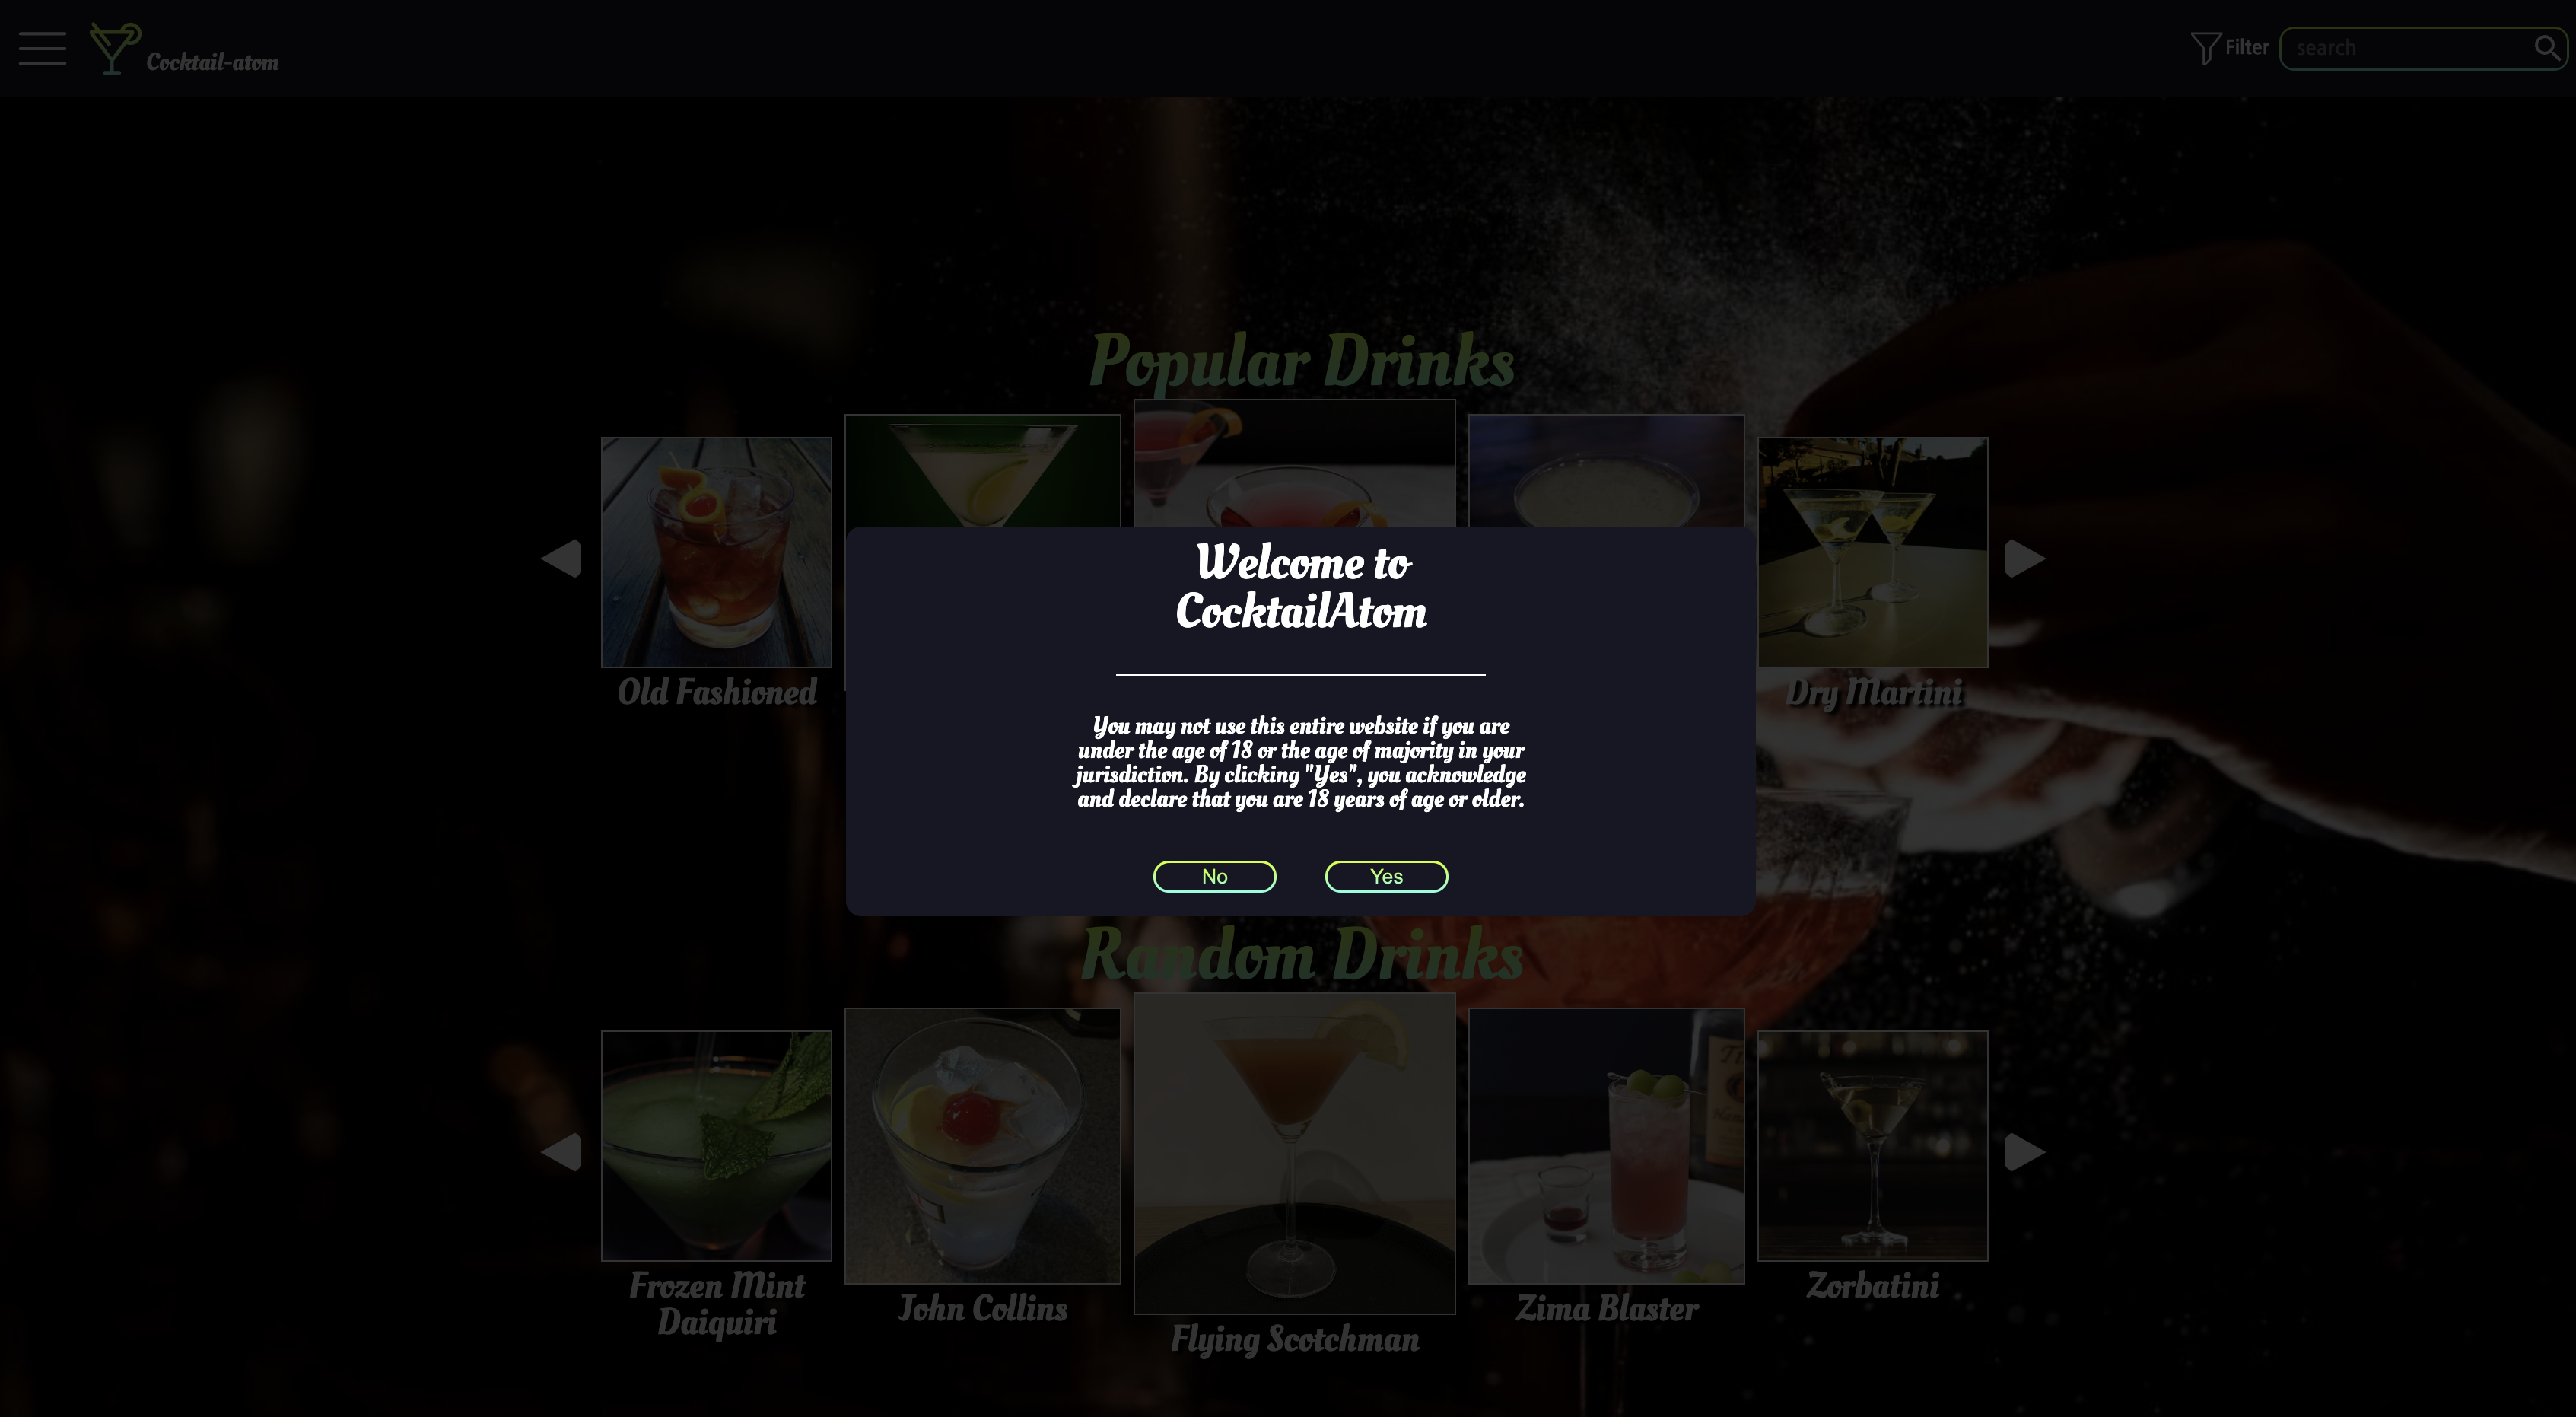 Cocktail-atom
Filter
search
Popular Drinks
Old Fashioned
Dry Martini
Welcome to
CocktailAtom
You may not use this entire website if you are
under the age of 18 or the age of majority in your
jurisdiction. By clicking "Yes", you acknowledge
and declare that you are 18 years of age or older.
No
Yes
Random Drinks
Frozen Mint
Daiquiri
John Collins
Flying Scotchman
Zima Blaster
Zorbatini